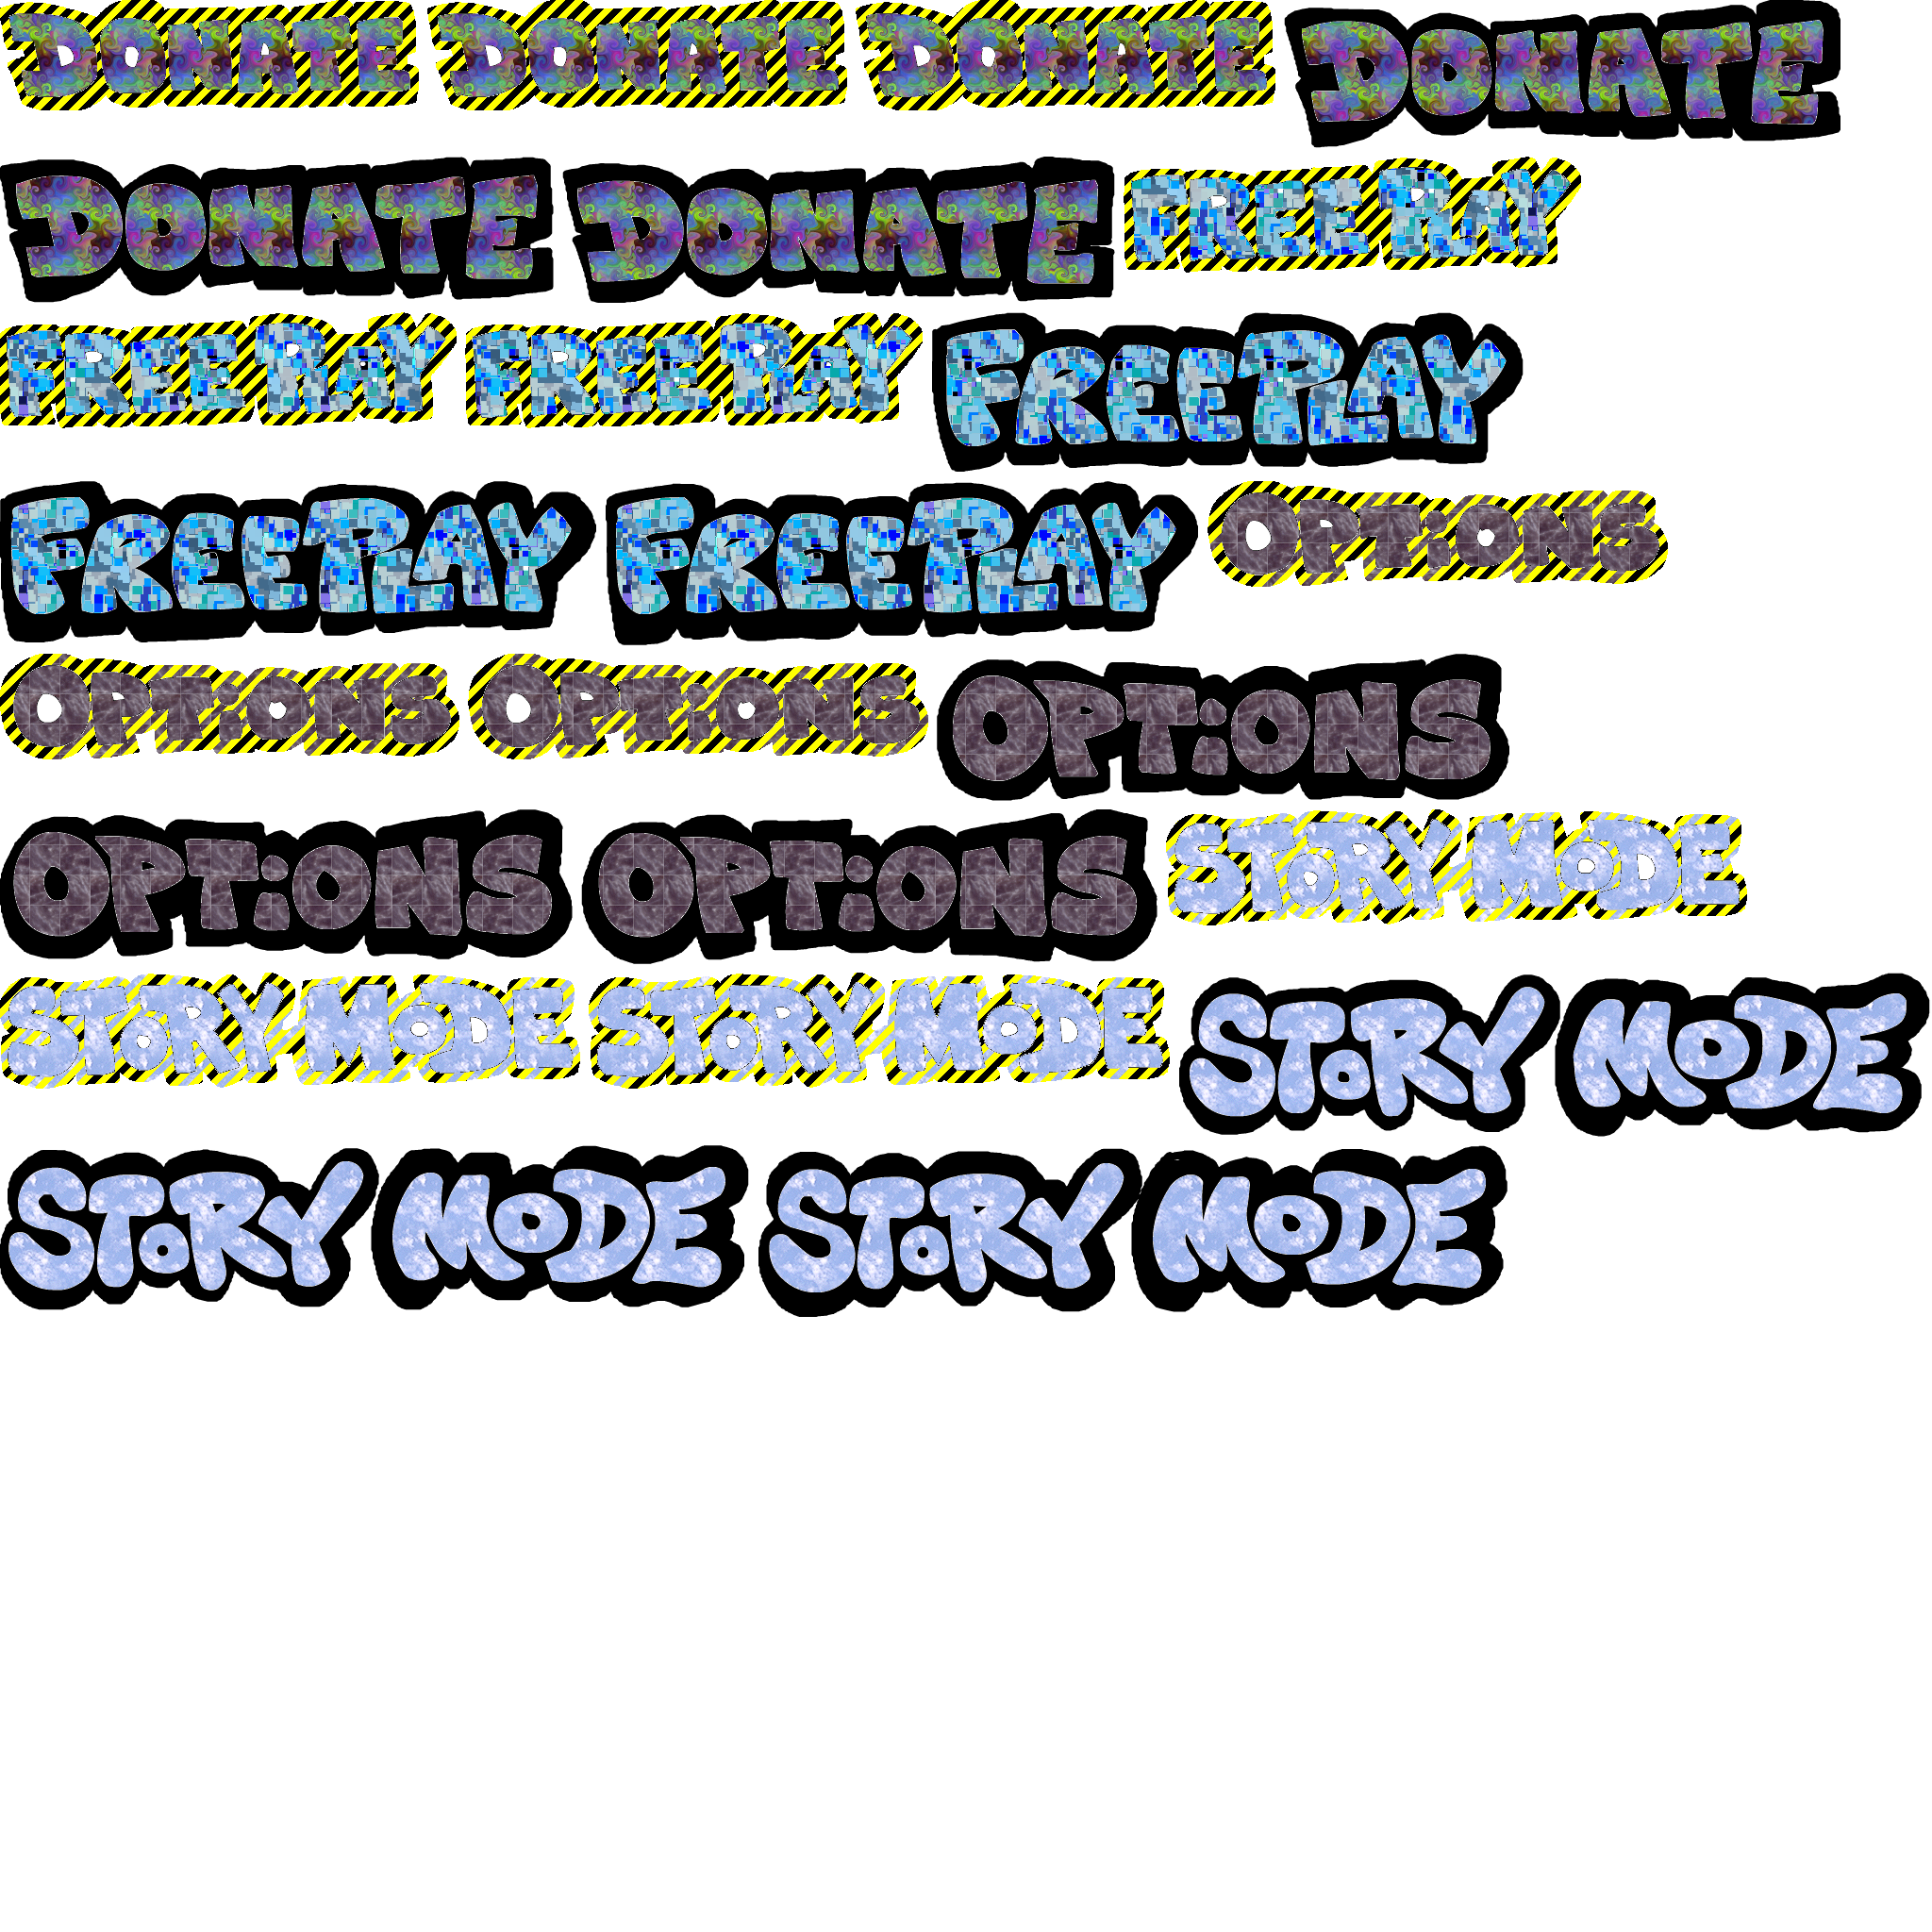 DONATE DONATE DONATE DONATE
DONATE DONATE FREEPLAY
FREEPLAY FREEPLAY FREEPLAY
FREEPLAY FREEPLAY OPTiONS
OPTiONS OPTiONS OPTiONS
OPTiONS OPTiONS SToRY MoDE
SToRY MoDE SToRY MoDE SToRY MoDE
SToRY MoDE SToRY MoDE